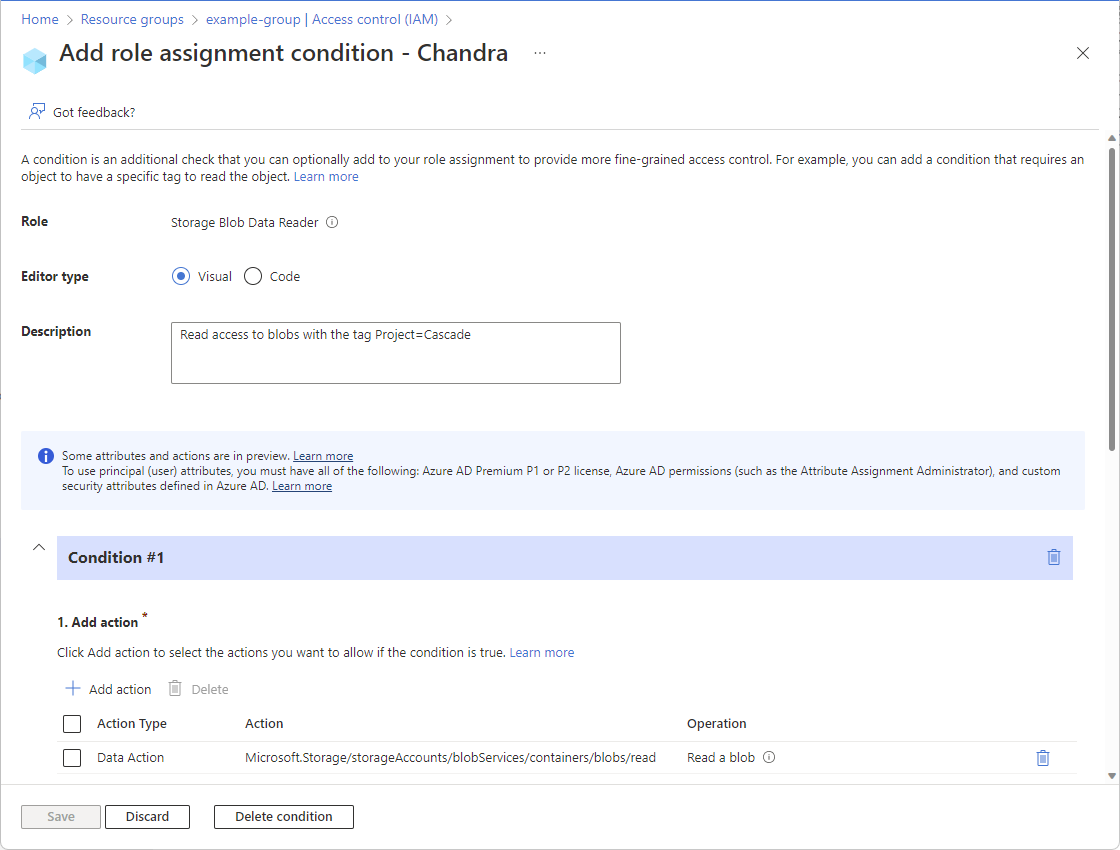 Home > Resource groups > example-group | Access control (IAM) >
Add role assignment condition - Chandra ...
Got feedback?
A condition is an additional check that you can optionally add to your role assignment to provide more fine-grained access control. For example, you can add a condition that requires an
object to have a specific tag to read the object. Learn more
Role Storage Blob Data Reader
Editor type Visual Code
Description Read access to blobs with the tag Project=Cascade
Some attributes and actions are in preview. Learn more
To use principal (user) attributes, you must have all of the following: Azure AD Premium P1 or P2 license, Azure AD permissions (such as the Attribute Assignment Administrator), and custom
security attributes defined in Azure AD. Learn more
Condition #1
1. Add action *
Click Add action to select the actions you want to allow if the condition is true. Learn more
Add action Delete
Action Type Action Operation
Data Action Microsoft.Storage/storageAccounts/blobServices/containers/blobs/read Read a blob
Save Discard Delete condition